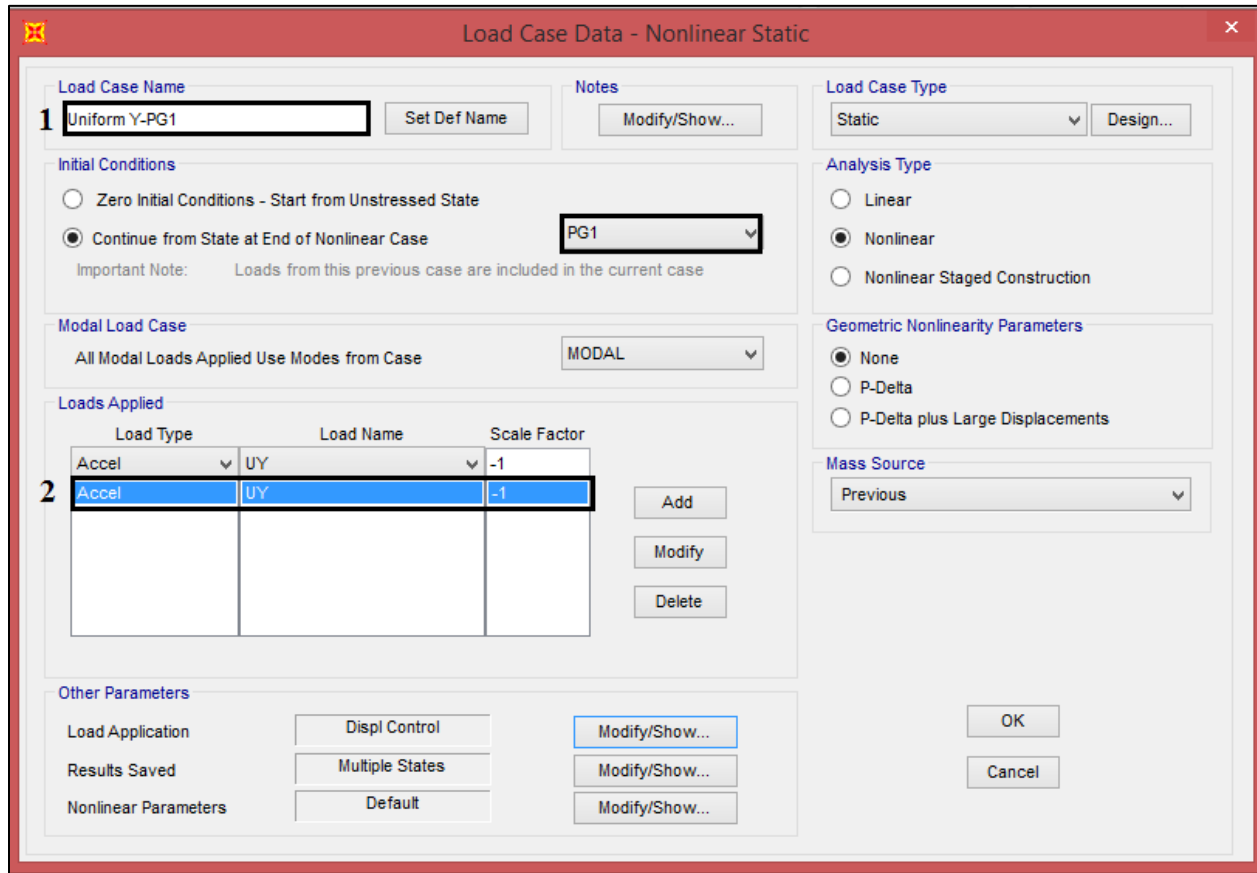 Load Case Data - Nonlinear Static
×
Load Case Name
1 Uniform Y-PG1
Set Def Name
Notes
Modify/Show...
Load Case Type
Static
Design...
Initial Conditions
Zero Initial Conditions - Start from Unstressed State
Continue from State at End of Nonlinear Case
PG1
Important Note: Loads from this previous case are included in the current case
Analysis Type
Linear
Nonlinear
Nonlinear Staged Construction
Modal Load Case
All Modal Loads Applied Use Modes from Case
MODAL
Geometric Nonlinearity Parameters
None
P-Delta
P-Delta plus Large Displacements
Loads Applied
Load Type Load Name Scale Factor
Accel UY -1
2 Accel UY -1
Add
Modify
Delete
Mass Source
Previous
Other Parameters
Load Application Displ Control Modify/Show...
Results Saved Multiple States Modify/Show...
Nonlinear Parameters Default Modify/Show...
OK
Cancel